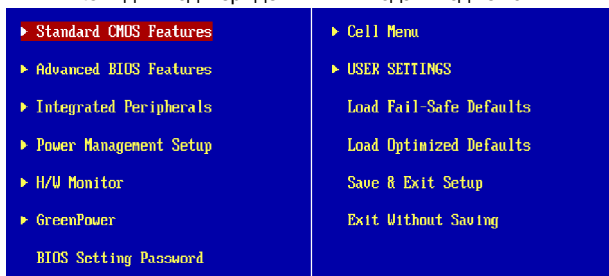 Standard CMOS Features
Advanced BIOS Features
Integrated Peripherals
Power Management Setup
H/W Monitor
GreenPower
BIOS Setting Password
Cell Menu
USER SETTINGS
Load Fail-Safe Defaults
Load Optimized Defaults
Save & Exit Setup
Exit Without Saving